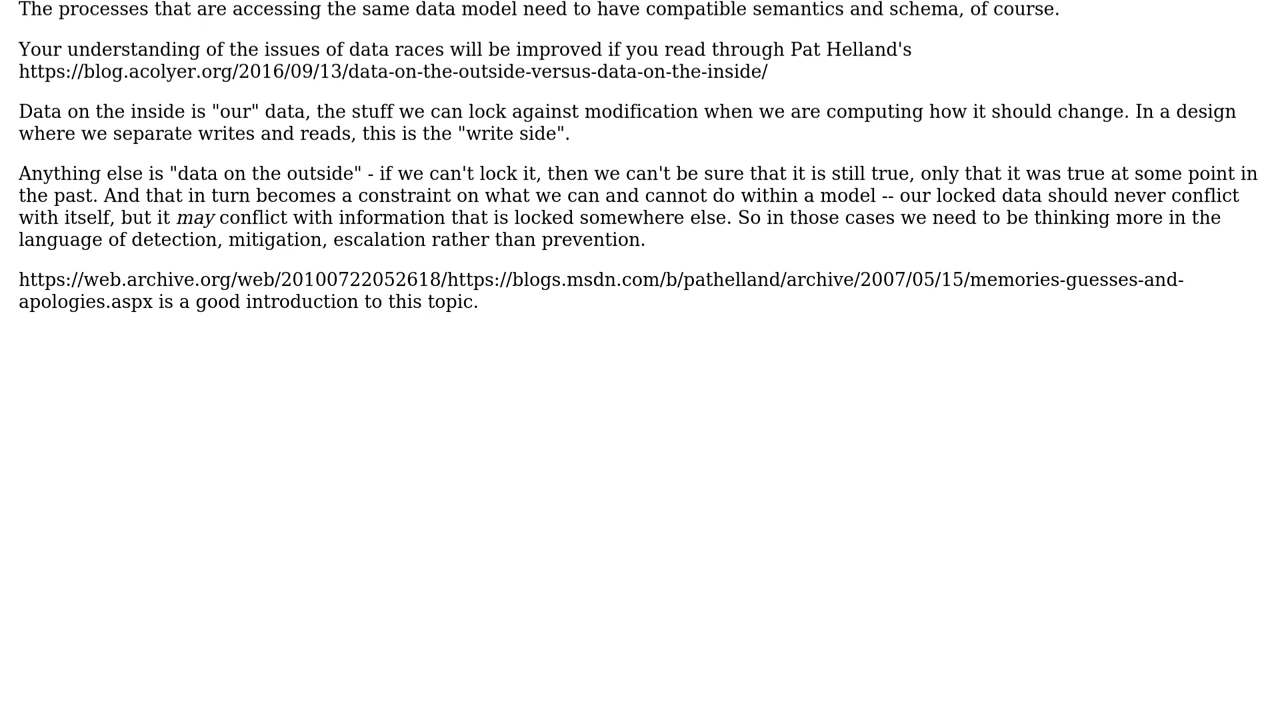 The processes that are accessing the same data model need to have compatible semantics and schema, of course.
Your understanding of the issues of data races will be improved if you read through Pat Helland's
https://blog.acolyer.org/2016/09/13/data-on-the-outside-versus-data-on-the-inside/
Data on the inside is "our" data, the stuff we can lock against modification when we are computing how it should change. In a design
where we separate writes and reads, this is the "write side".
Anything else is "data on the outside" - if we can't lock it, then we can't be sure that it is still true, only that it was true at some point in
the past. And that in turn becomes a constraint on what we can and cannot do within a model -- our locked data should never conflict
with itself, but it may conflict with information that is locked somewhere else. So in those cases we need to be thinking more in the
language of detection, mitigation, escalation rather than prevention.
https://web.archive.org/web/20100722052618/https://blogs.msdn.com/b/pathelland/archive/2007/05/15/memories-guesses-and-
apologies.aspx is a good introduction to this topic.